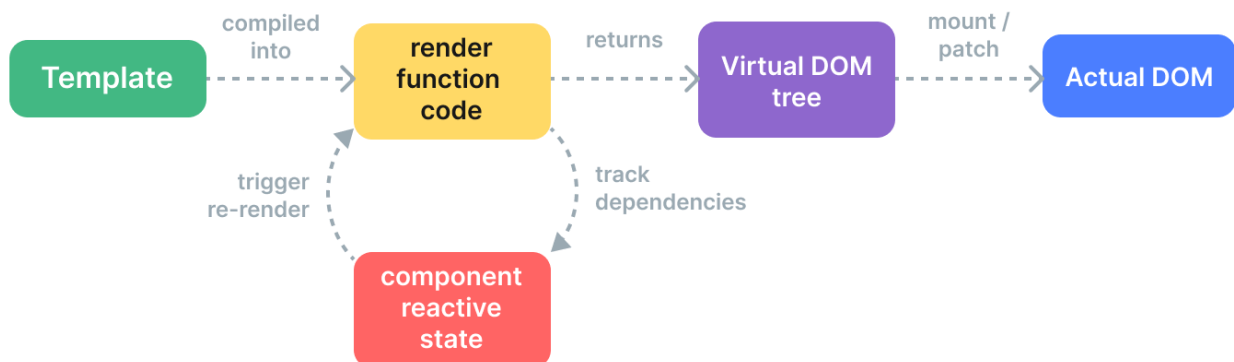 compiled
into
mount /
patch
render
function
code
returns
Template
Virtual DOM
tree
Actual DOM
trigger
re-render
track
dependencies
component
reactive
state